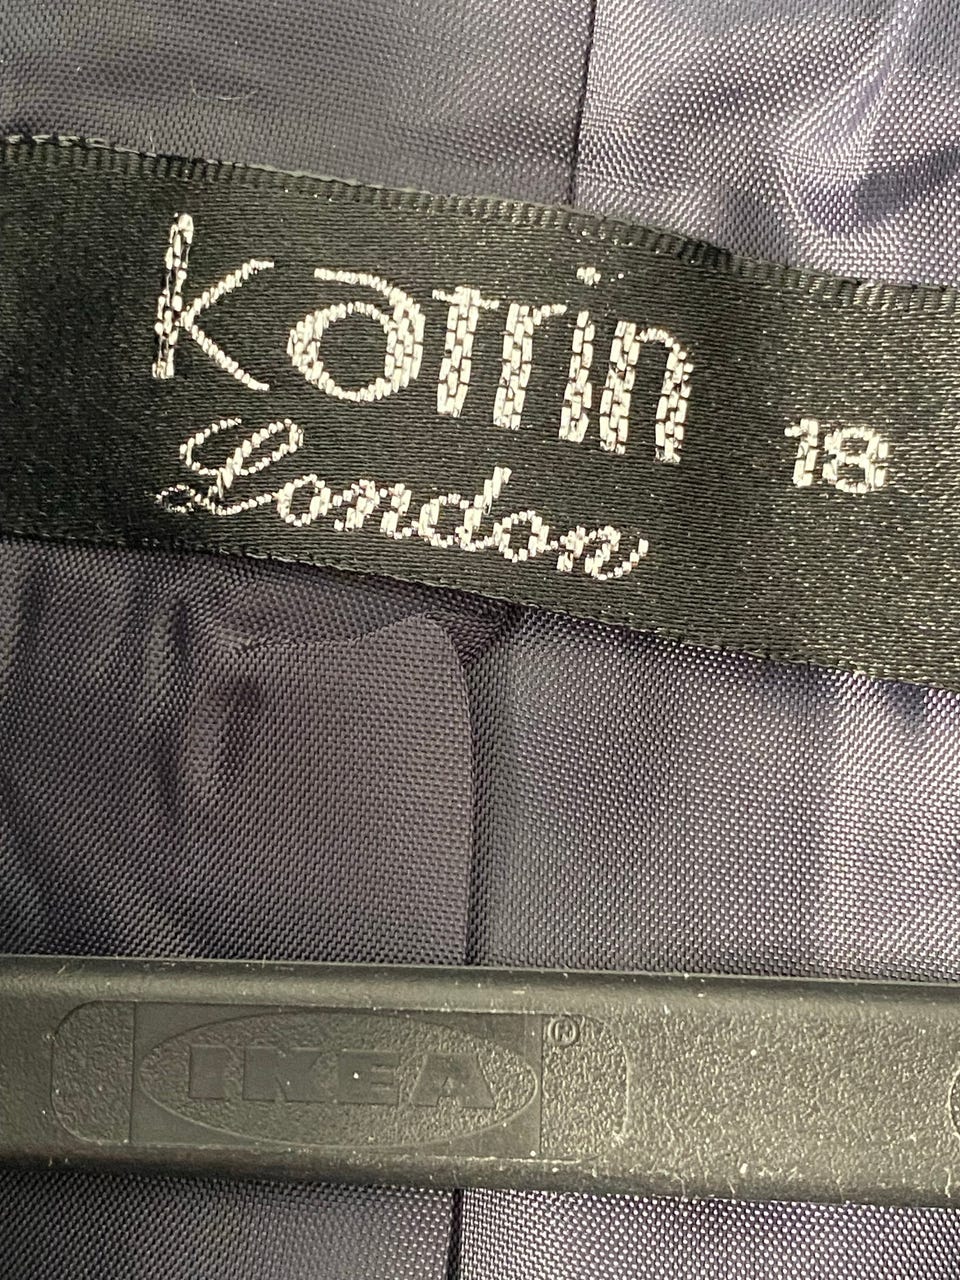 Katrin
London
18
IKEA®